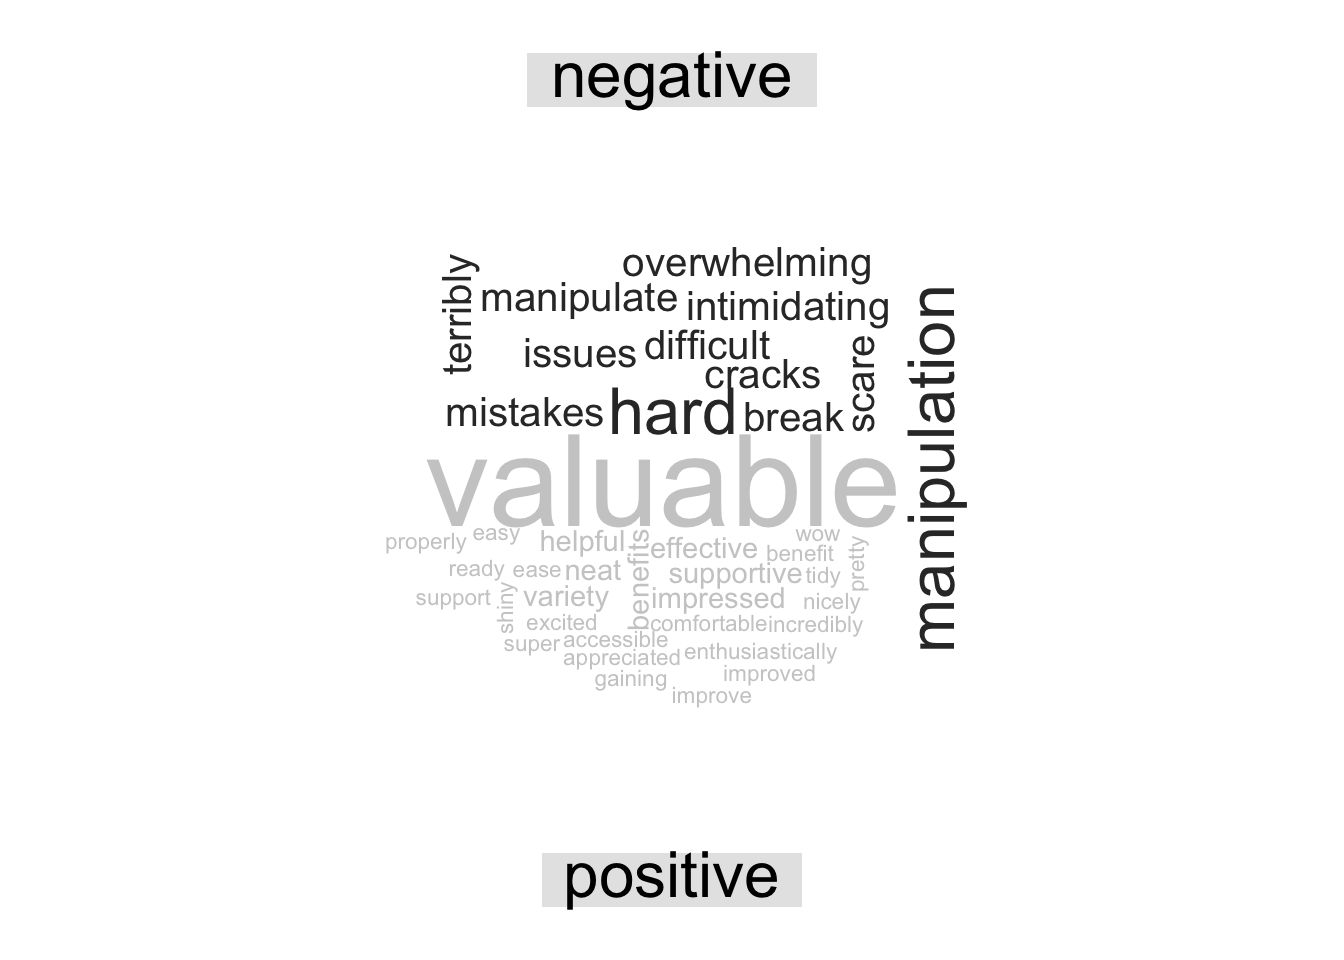 negative
overwhelming
terribly
manipulate
intimidating
manipulation
issues
difficult
scare
cracks
mistakes
hard
break
valuable
properly
easy
helpful
benefits
effective
wow
benefit
pretty
ready
ease
neat
supportive
tidy
support
shiny
variety
impressed
nicely
excited
comfortable
incredibly
super
accessible
appreciated
enthusiastically
gaining
improved
improve
positive